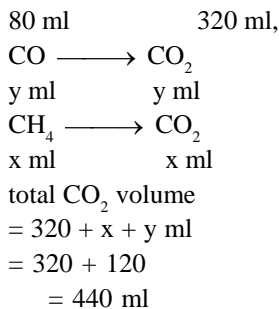 80 ml 320 ml,
CO ⟶ CO₂
y ml y ml
CH₄ ⟶ CO₂
x ml x ml
total CO₂ volume
= 320 + x + y ml
= 320 + 120
= 440 ml